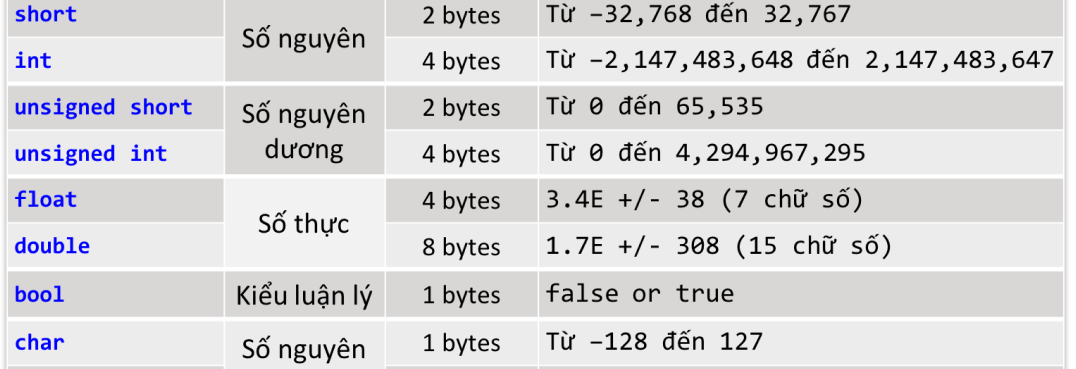 short Số nguyên 2 bytes Từ –32,768 đến 32,767
int 4 bytes Từ –2,147,483,648 đến 2,147,483,647
unsigned short Số nguyên dương 2 bytes Từ 0 đến 65,535
unsigned int 4 bytes Từ 0 đến 4,294,967,295
float Số thực 4 bytes 3.4E +/- 38 (7 chữ số)
double 8 bytes 1.7E +/- 308 (15 chữ số)
bool Kiểu luận lý 1 bytes false or true
char Số nguyên 1 bytes Từ –128 đến 127